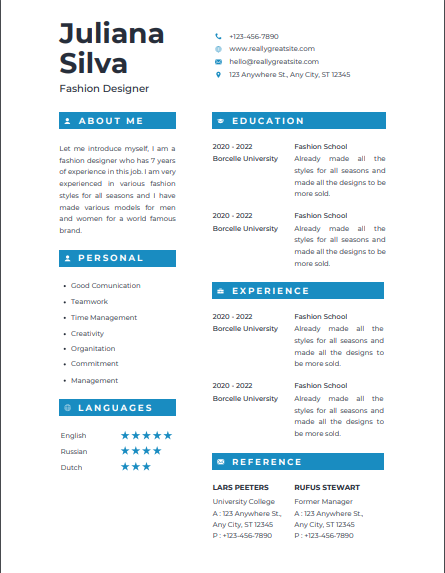 Juliana
Silva
Fashion Designer
+123-456-7890
www.reallygreatsite.com
hello@reallygreatsite.com
123 Anywhere St., Any City, ST 12345
ABOUT ME
Let me introduce myself, I am a
fashion designer who has 7 years
of experience in this job. I am very
experienced in various fashion
styles for all seasons and I have
made various models for men
and women for a world famous
brand.
PERSONAL
Good Comunication
Teamwork
Time Management
Creativity
Organitation
Commitment
Management
LANGUAGES
English
Russian
Dutch
EDUCATION
2020 - 2022
Borcelle University
Fashion School
Already made all the
styles for all seasons and
made all the designs to be
more sold.
2020 - 2022
Borcelle University
Fashion School
Already made all the
styles for all seasons and
made all the designs to be
more sold.
EXPERIENCE
2020 - 2022
Borcelle University
Fashion School
Already made all the
styles for all seasons and
made all the designs to
be more sold.
2020 - 2022
Borcelle University
Fashion School
Already made all the
styles for all seasons and
made all the designs to
be more sold.
REFERENCE
LARS PEETERS
University College
A : 123 Anywhere St.,
Any City, ST 12345
P : +123-456-7890
RUFUS STEWART
Former Manager
A : 123 Anywhere St.,
Any City, ST 12345
P : +123-456-7890